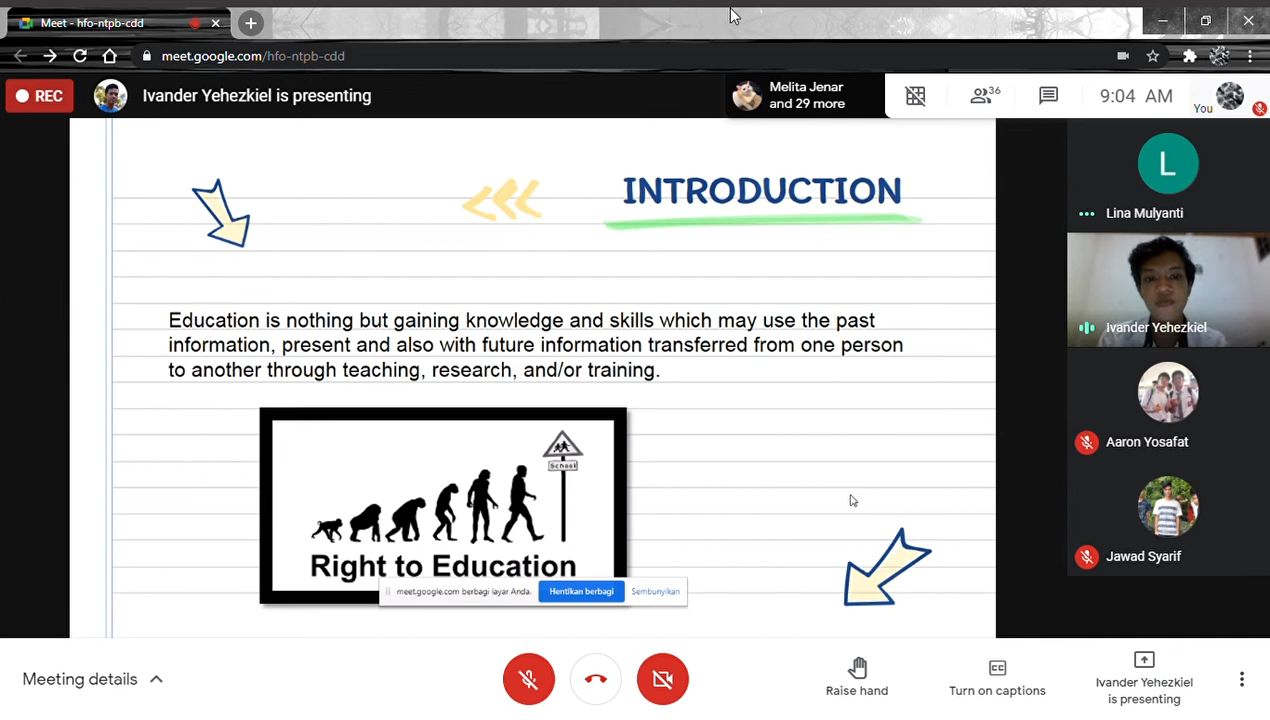 Meet - hfo-ntpb-cdd
meet.google.com/hfo-ntpb-cdd
REC
Ivander Yehezkiel is presenting
Melita Jenar
and 29 more
36
9:04 AM
You
INTRODUCTION
L
Lina Mulyanti
Ivander Yehezkiel
Education is nothing but gaining knowledge and skills which may use the past
information, present and also with future information transferred from one person
to another through teaching, research, and/or training.
Aaron Yosafat
School
Right to Education
Jawad Syarif
meet.google.com berbagi layar Anda.
Hentikan berbagi
Sembunyikan
Meeting details
Raise hand
CC
Turn on captions
Ivander Yehezkiel
is presenting